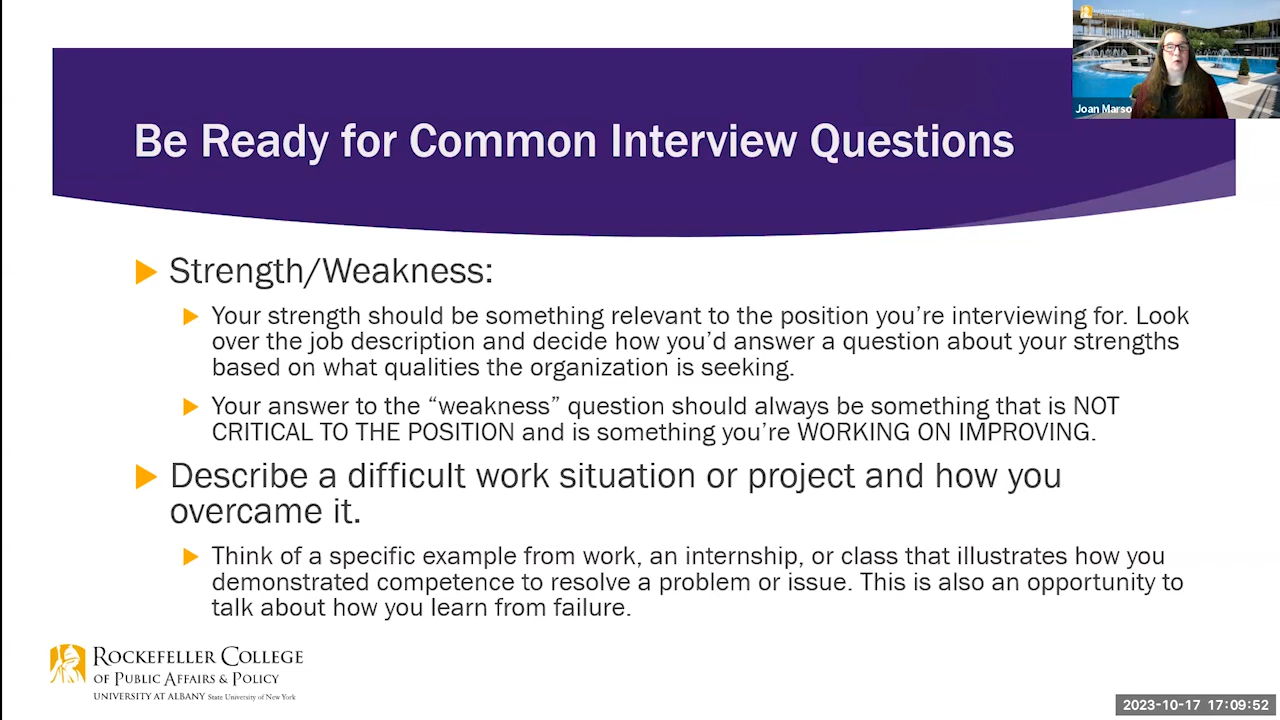 Joan Marso
Be Ready for Common Interview Questions
Strength/Weakness:
Your strength should be something relevant to the position you’re interviewing for. Look
over the job description and decide how you’d answer a question about your strengths
based on what qualities the organization is seeking.
Your answer to the “weakness” question should always be something that is NOT
CRITICAL TO THE POSITION and is something you’re WORKING ON IMPROVING.
Describe a difficult work situation or project and how you
overcame it.
Think of a specific example from work, an internship, or class that illustrates how you
demonstrated competence to resolve a problem or issue. This is also an opportunity to
talk about how you learn from failure.
ROCKEFELLER COLLEGE
OF PUBLIC AFFAIRS & POLICY
UNIVERSITY AT ALBANY State University of New York
2023-10-17 17:09:52